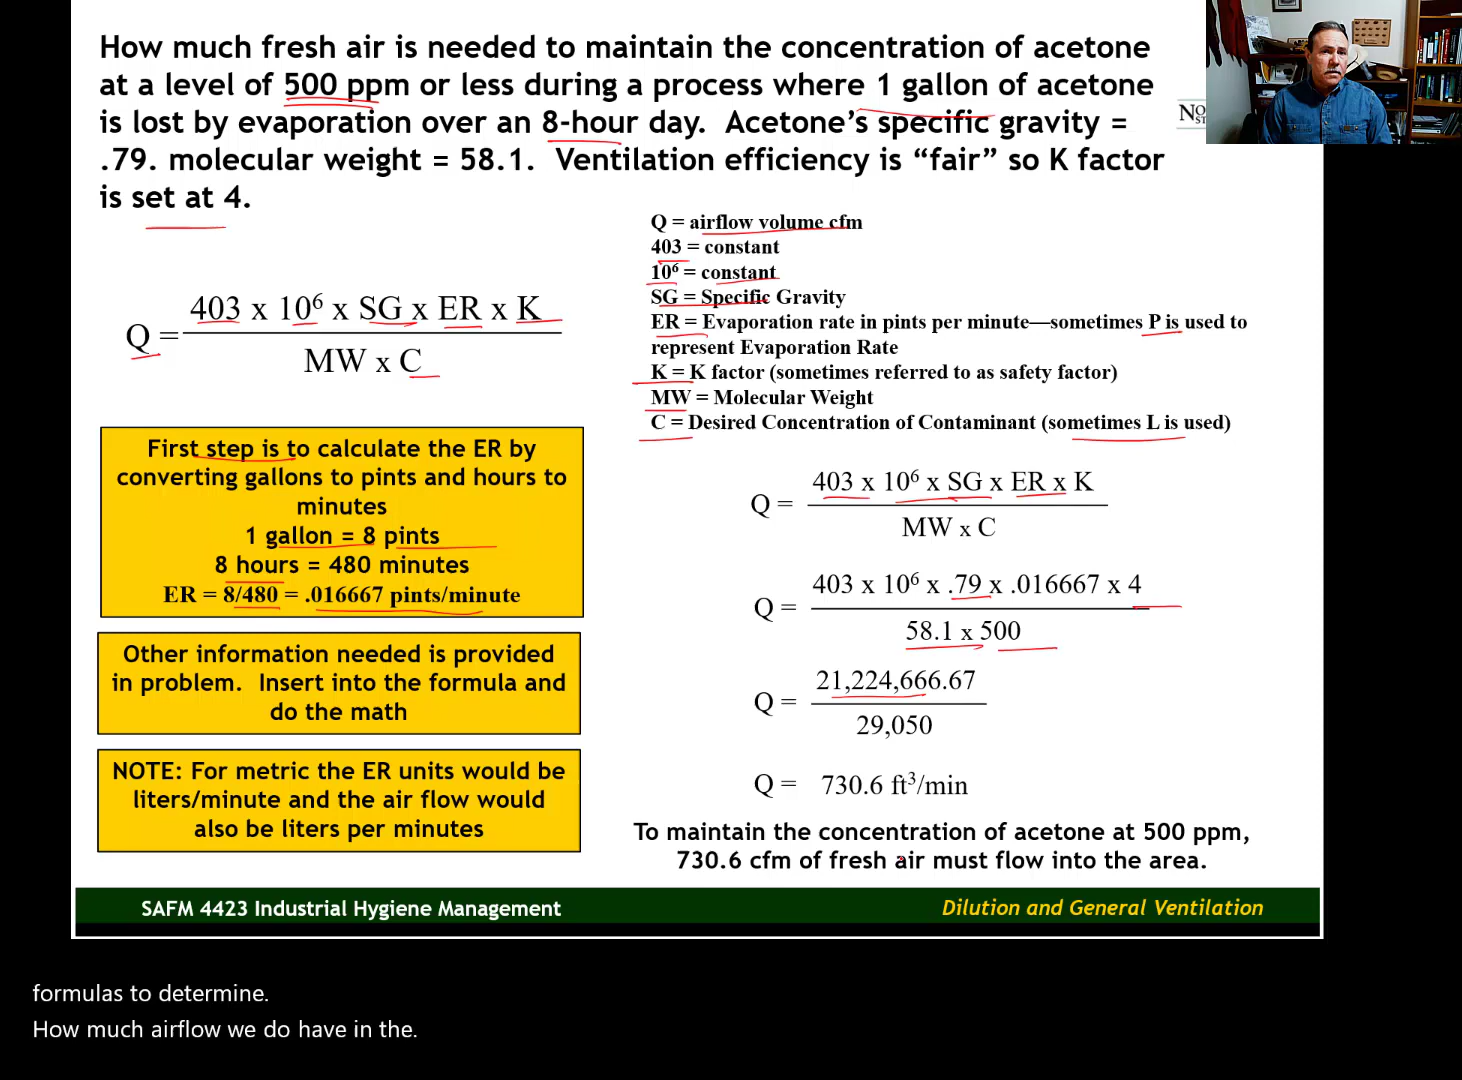 How much fresh air is needed to maintain the concentration of acetone
at a level of 500 ppm or less during a process where 1 gallon of acetone
is lost by evaporation over an 8-hour day. Acetone’s specific gravity =
.79. molecular weight = 58.1. Ventilation efficiency is “fair” so K factor
is set at 4.
Q = 403 x 10⁶ x SG x ER x K
MW x C
Q = airflow volume cfm
403 = constant
10⁶ = constant
SG = Specific Gravity
ER = Evaporation rate in pints per minute—sometimes P is used to
represent Evaporation Rate
K = K factor (sometimes referred to as safety factor)
MW = Molecular Weight
C = Desired Concentration of Contaminant (sometimes L is used)
First step is to calculate the ER by
converting gallons to pints and hours to
minutes
1 gallon = 8 pints
8 hours = 480 minutes
ER = 8/480 = .016667 pints/minute
Other information needed is provided
in problem. Insert into the formula and
do the math
NOTE: For metric the ER units would be
liters/minute and the air flow would
also be liters per minutes
Q = 403 x 10⁶ x SG x ER x K
MW x C
Q = 403 x 10⁶ x .79 x .016667 x 4
58.1 x 500
Q = 21,224,666.67
29,050
Q = 730.6 ft³/min
To maintain the concentration of acetone at 500 ppm,
730.6 cfm of fresh air must flow into the area.
SAFM 4423 Industrial Hygiene Management
Dilution and General Ventilation
formulas to determine.
How much airflow we do have in the.